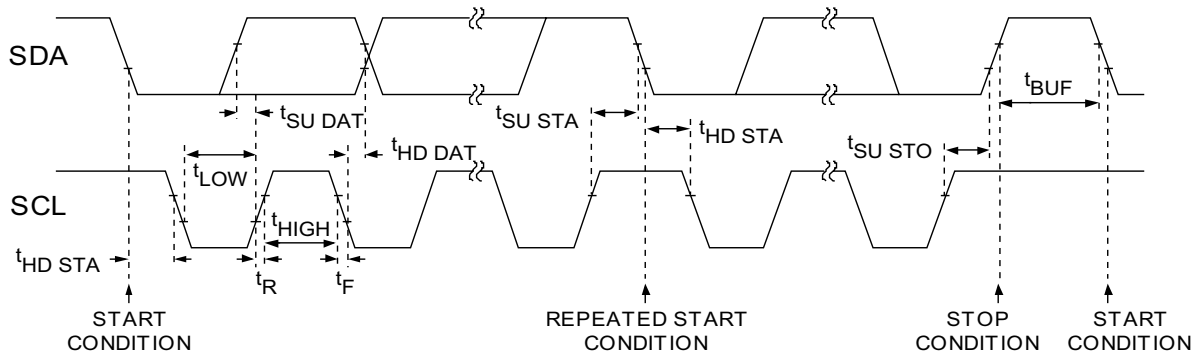 SDA
tSU DAT
tHD DAT
tSU STA
tHD STA
tBUF
tSU STO
tLOW
SCL
tHIGH
tHD STA
tR
tF
START
CONDITION
REPEATED START
CONDITION
STOP
CONDITION
START
CONDITION